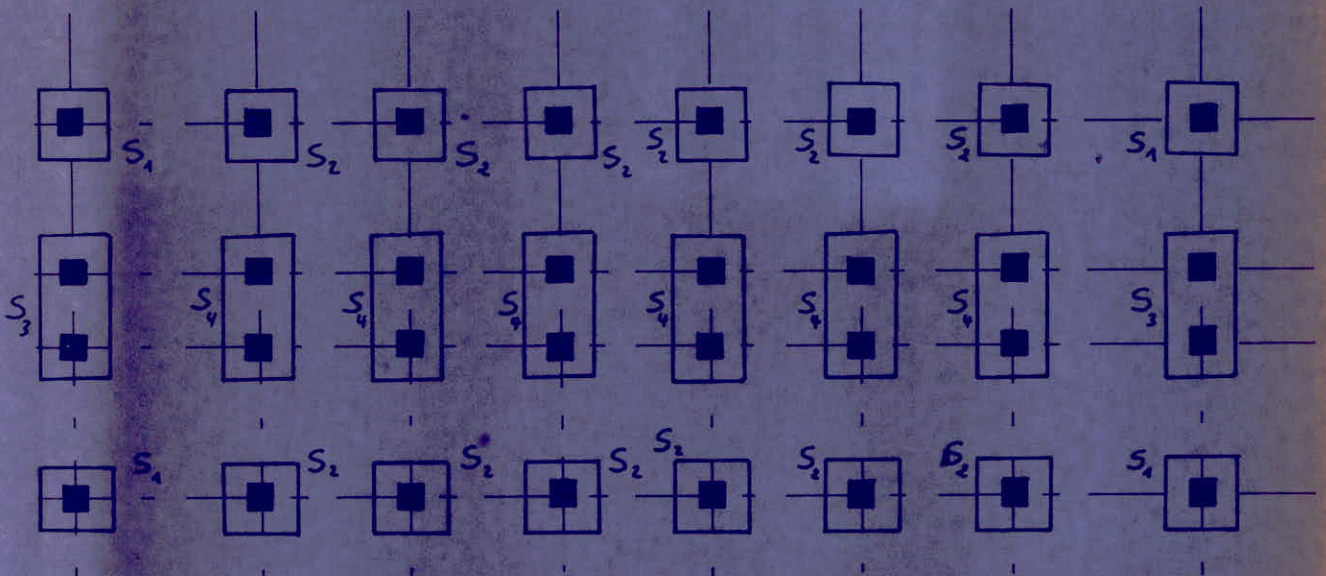 S₁ S₂ S₂ S₂ S₂ S₂ S₂ S₁
S₃ S₄ S₄ S₄ S₄ S₄ S₄ S₃
S₁ S₂ S₂ S₂ S₂ S₂ S₂ S₁